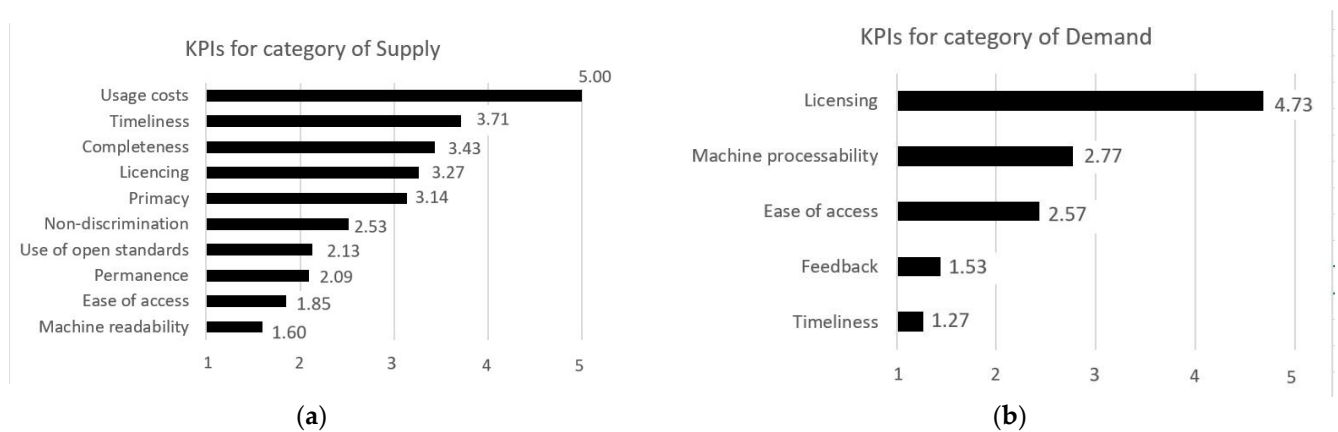 KPIs for category of Supply
Usage costs 5.00
Timeliness 3.71
Completeness 3.43
Licencing 3.27
Primacy 3.14
Non-discrimination 2.53
Use of open standards 2.13
Permanence 2.09
Ease of access 1.85
Machine readability 1.60
1 2 3 4 5
(a)
KPIs for category of Demand
Licensing 4.73
Machine processability 2.77
Ease of access 2.57
Feedback 1.53
Timeliness 1.27
1 2 3 4 5
(b)